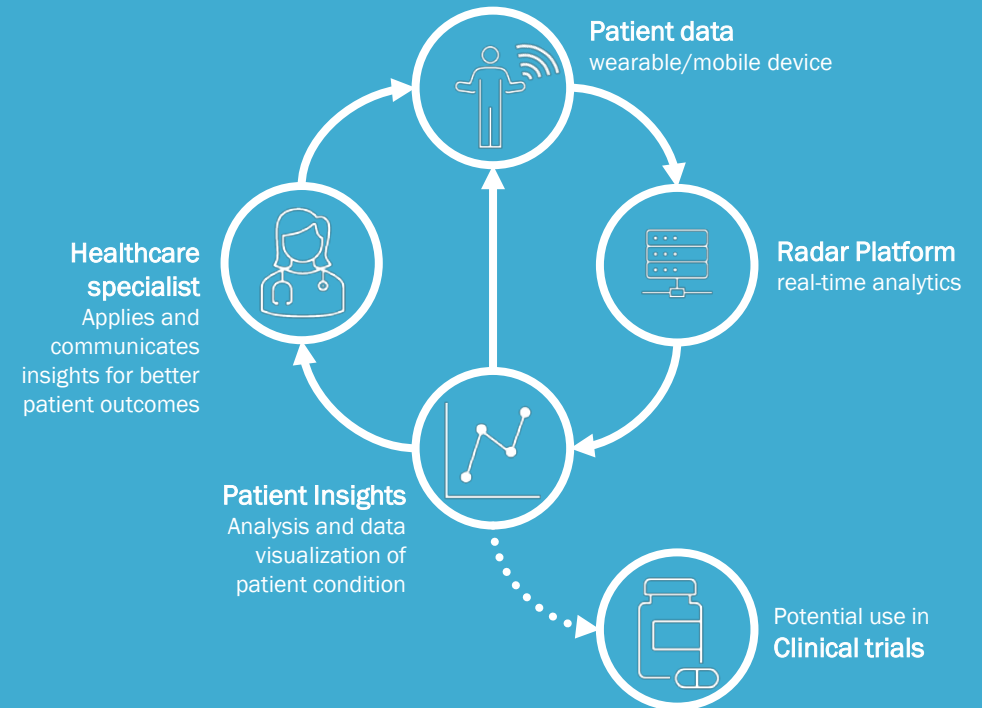 Patient data
wearable/mobile device
Radar Platform
real-time analytics
Healthcare
specialist
Applies and
communicates
insights for better
patient outcomes
Patient Insights
Analysis and data
visualization of
patient condition
Potential use in
Clinical trials